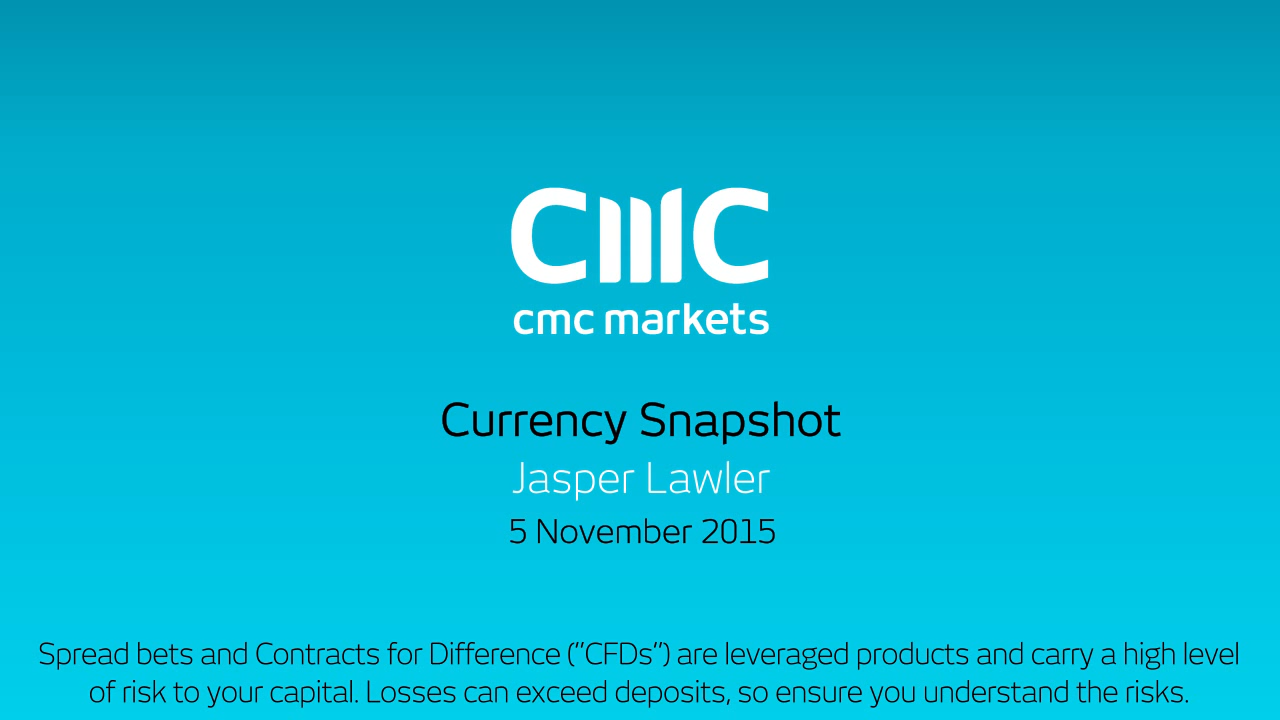 CMC
cmc markets
Currency Snapshot
Jasper Lawler
5 November 2015
Spread bets and Contracts for Difference (“CFDs”) are leveraged products and carry a high level
of risk to your capital. Losses can exceed deposits, so ensure you understand the risks.